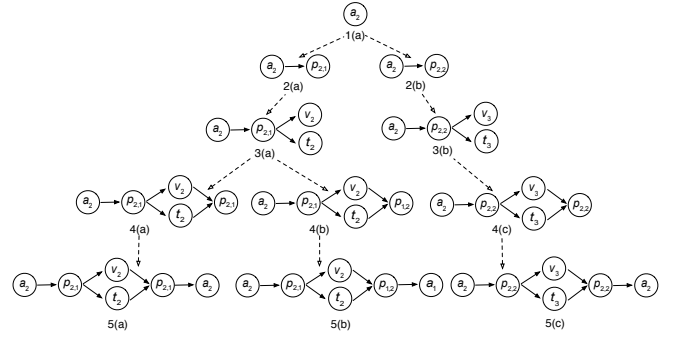 a2
1(a)
a2 p2,1 a2 p2,2
2(a) 2(b)
a2 p2,1 v2 t2 a2 p2,2 v3 t3
3(a) 3(b)
a2 p2,1 v2 t2 p2,1 a2 p2,1 v2 t2 p1,2 a2 p2,2 v3 t3 p2,2
4(a) 4(b) 4(c)
a2 p2,1 v2 t2 p2,1 a2 a2 p2,1 v2 t2 p1,2 a1 a2 p2,2 v3 t3 p2,2 a2
5(a) 5(b) 5(c)